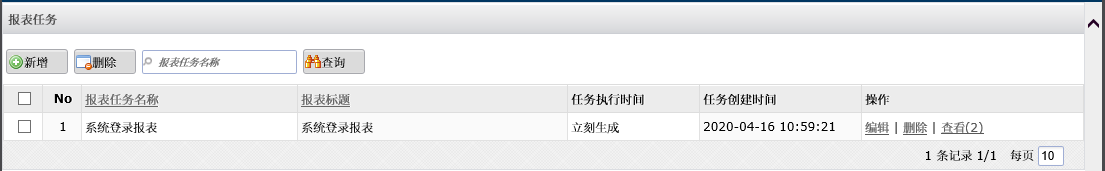 报表任务
新增 删除 报表任务名称 查询
No 报表任务名称 报表标题 任务执行时间 任务创建时间 操作
1 系统登录报表 系统登录报表 立刻生成 2020-04-16 10:59:21 编辑 | 删除 | 查看(2)
1 条记录 1/1 每页 10